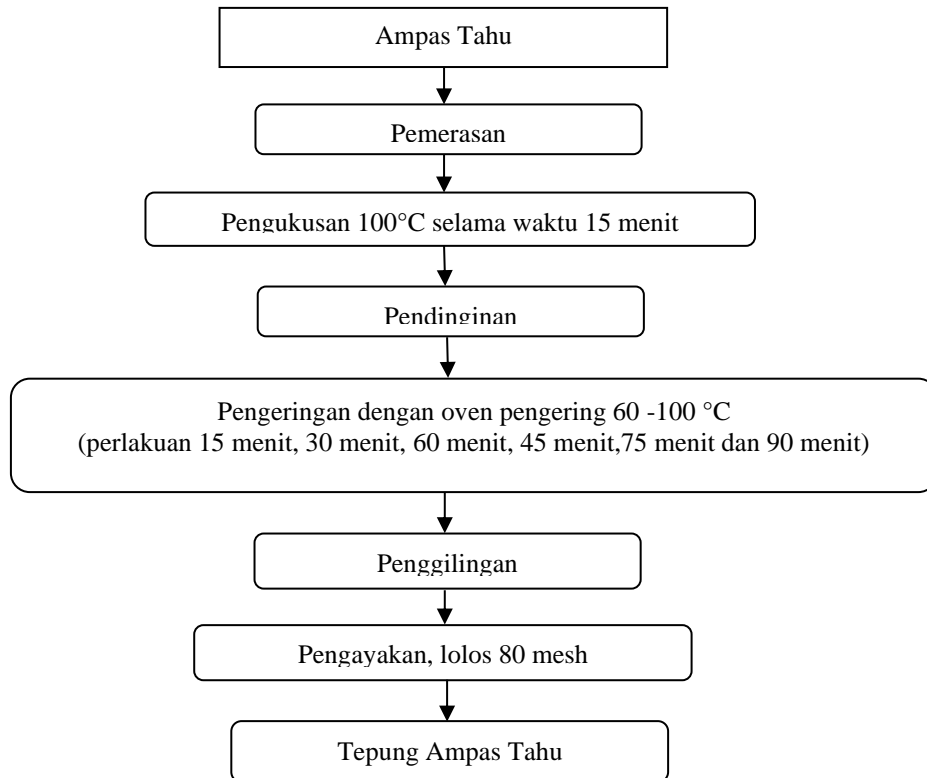 Ampas Tahu
Pemerasan
Pengukusan 100°C selama waktu 15 menit
Pendinginan
Pengeringan dengan oven pengering 60 -100 °C
(perlakuan 15 menit, 30 menit, 60 menit, 45 menit,75 menit dan 90 menit)
Penggilingan
Pengayakan, lolos 80 mesh
Tepung Ampas Tahu